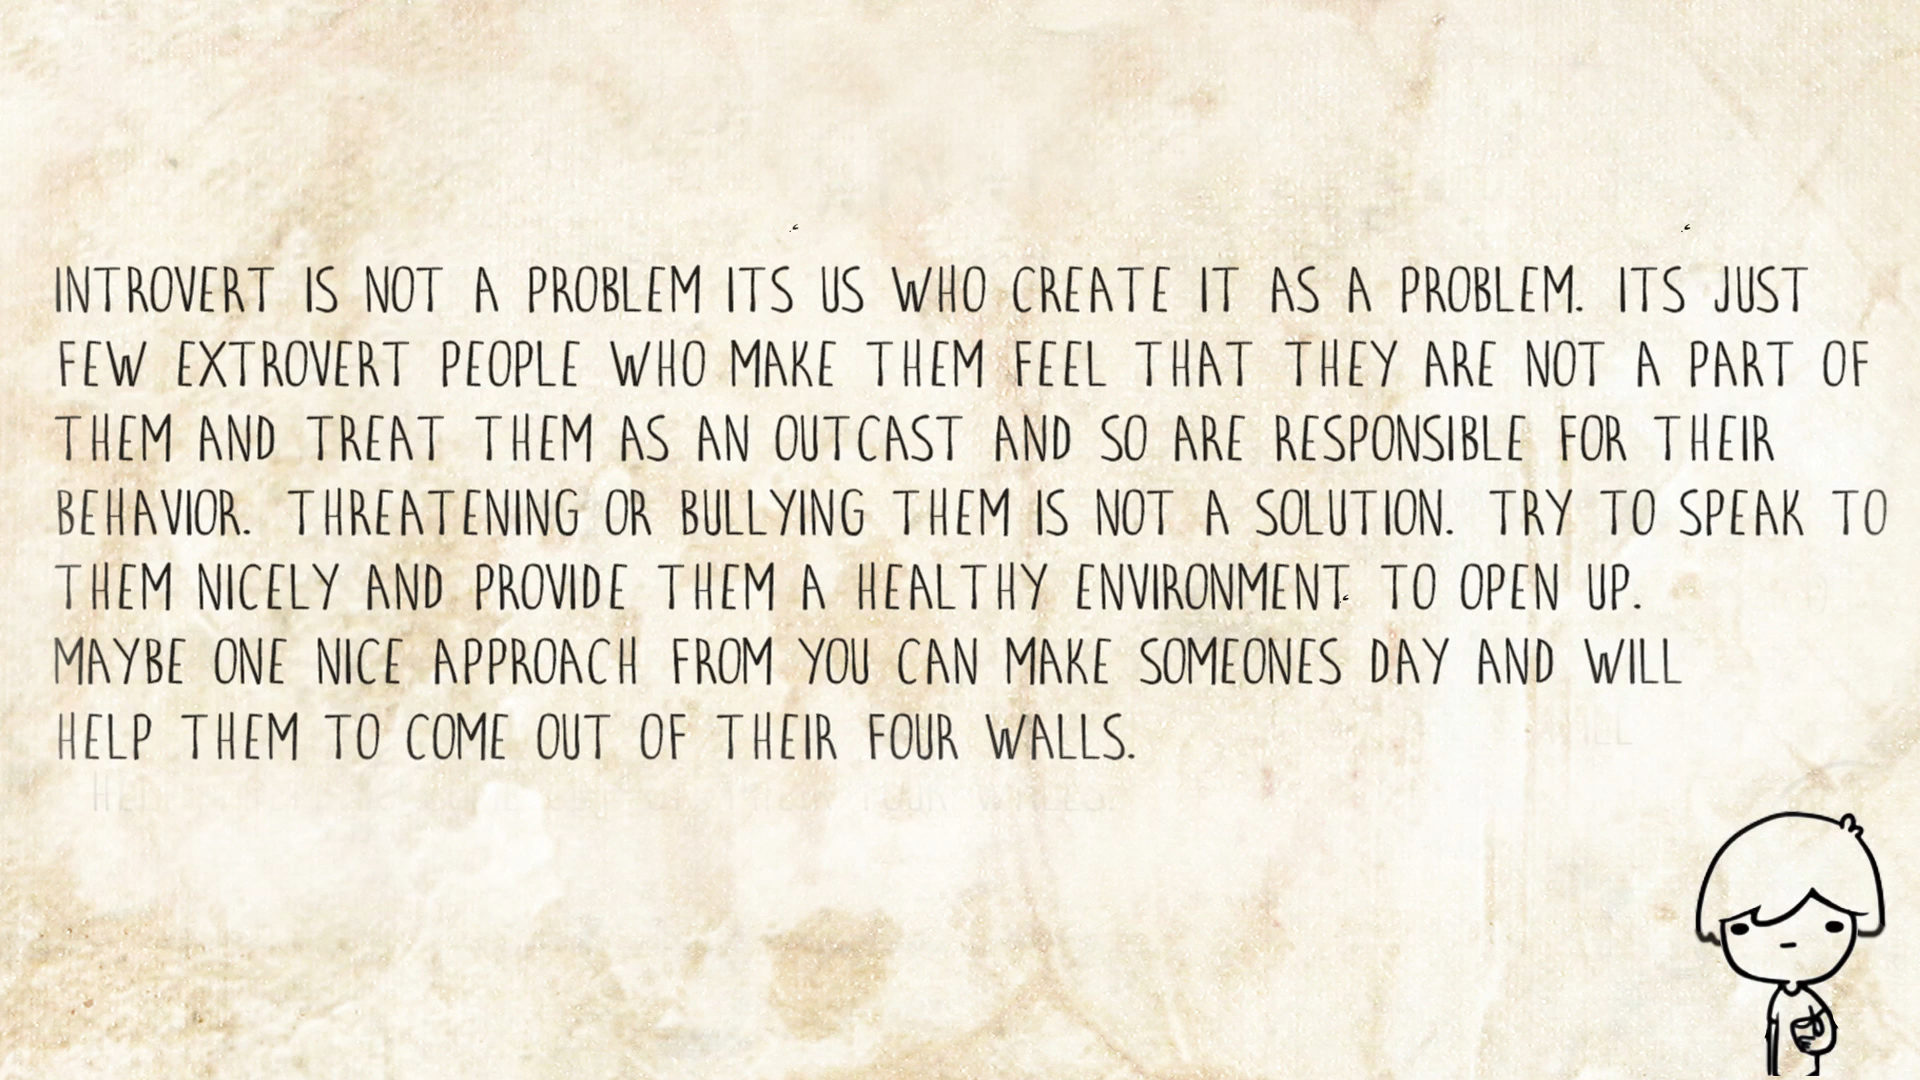 INTROVERT IS NOT A PROBLEM ITS US WHO CREATE IT AS A PROBLEM. ITS JUST
FEW EXTROVERT PEOPLE WHO MAKE THEM FEEL THAT THEY ARE NOT A PART OF
THEM AND TREAT THEM AS AN OUTCAST AND SO ARE RESPONSIBLE FOR THEIR
BEHAVIOR. THREATENING OR BULLYING THEM IS NOT A SOLUTION. TRY TO SPEAK TO
THEM NICELY AND PROVIDE THEM A HEALTHY ENVIRONMENT TO OPEN UP.
MAYBE ONE NICE APPROACH FROM YOU CAN MAKE SOMEONES DAY AND WILL
HELP THEM TO COME OUT OF THEIR FOUR WALLS.